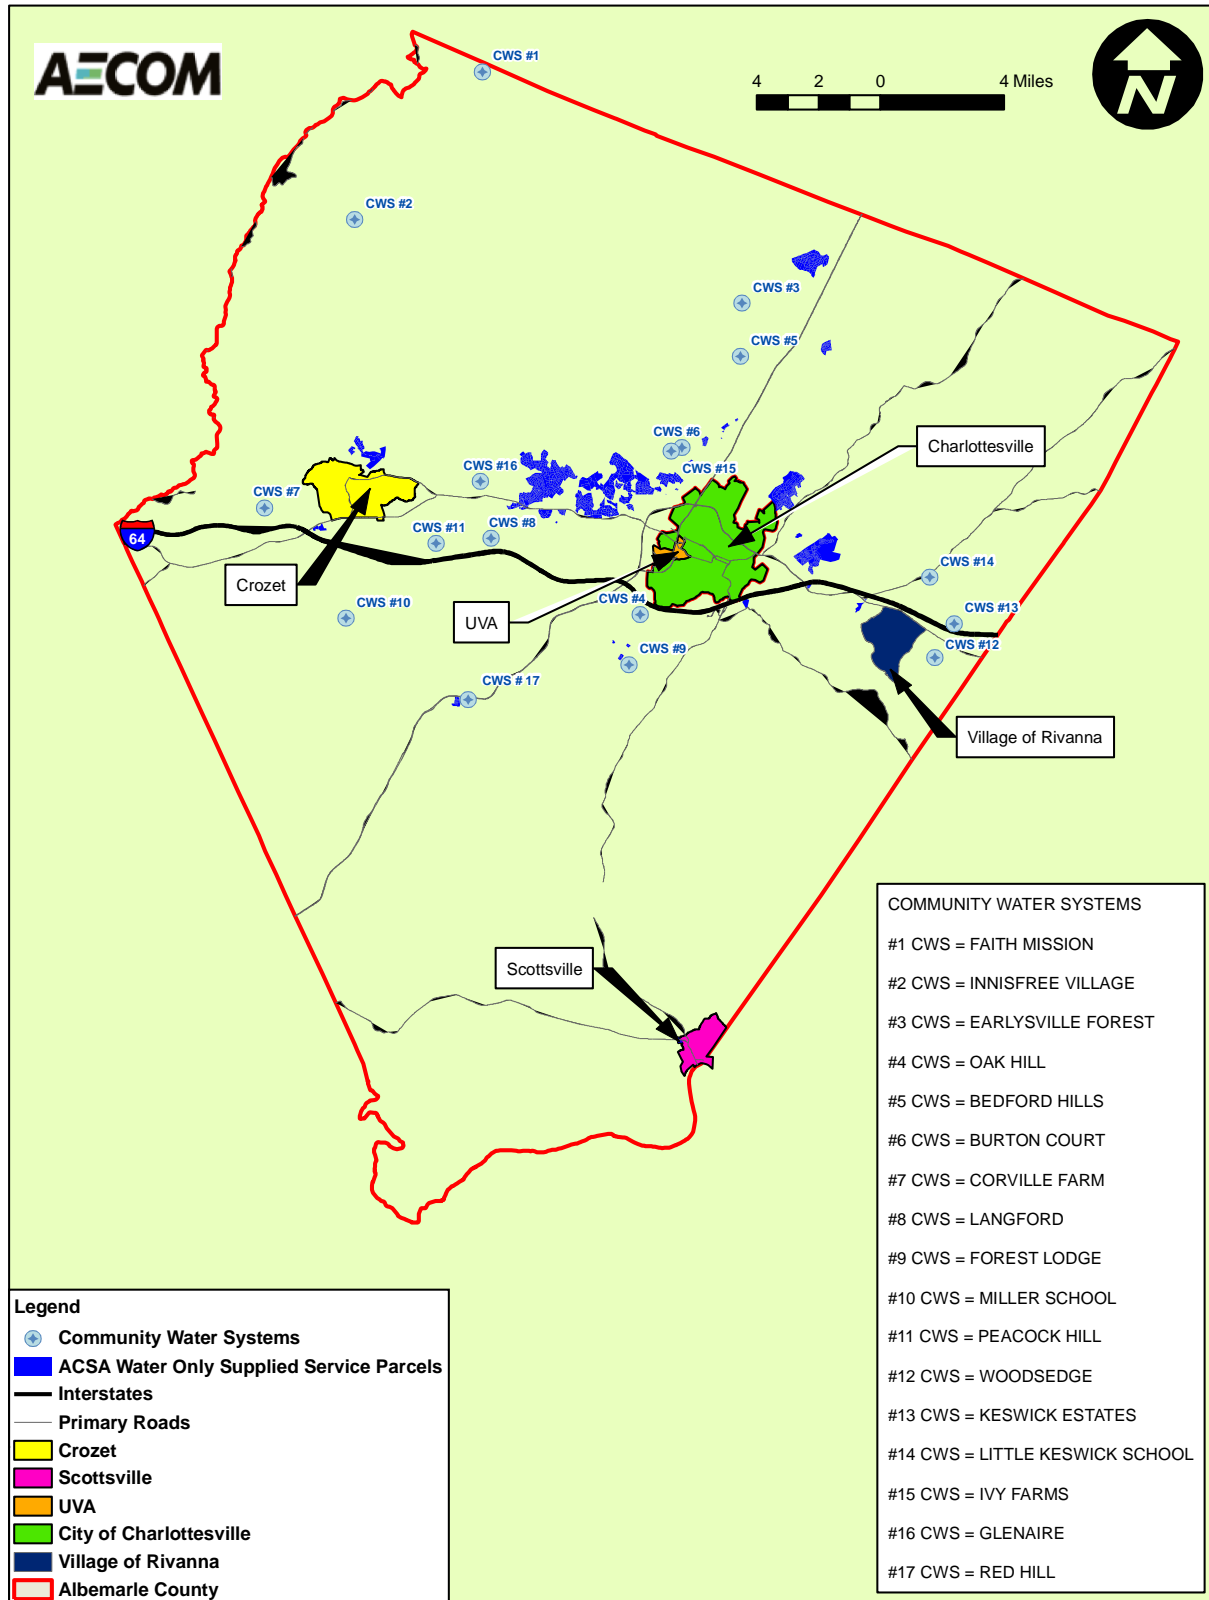 AECOM
CWS #1
4 2 0 4 Miles
N
CWS #2
CWS #3
CWS #5
CWS #6
Charlottesville
CWS #16
CWS #15
CWS #7
64
CWS #11
CWS #8
Crozet
CWS #14
CWS #10
UVA
CWS #4
CWS #13
CWS #9
CWS #12
CWS # 17
Village of Rivanna
Scottsville
COMMUNITY WATER SYSTEMS
#1 CWS = FAITH MISSION
#2 CWS = INNISFREE VILLAGE
#3 CWS = EARLYSVILLE FOREST
#4 CWS = OAK HILL
#5 CWS = BEDFORD HILLS
#6 CWS = BURTON COURT
#7 CWS = CORVILLE FARM
#8 CWS = LANGFORD
#9 CWS = FOREST LODGE
#10 CWS = MILLER SCHOOL
#11 CWS = PEACOCK HILL
#12 CWS = WOODSEDGE
#13 CWS = KESWICK ESTATES
#14 CWS = LITTLE KESWICK SCHOOL
#15 CWS = IVY FARMS
#16 CWS = GLENAIRE
#17 CWS = RED HILL
Legend
Community Water Systems
ACSA Water Only Supplied Service Parcels
Interstates
Primary Roads
Crozet
Scottsville
UVA
City of Charlottesville
Village of Rivanna
Albemarle County